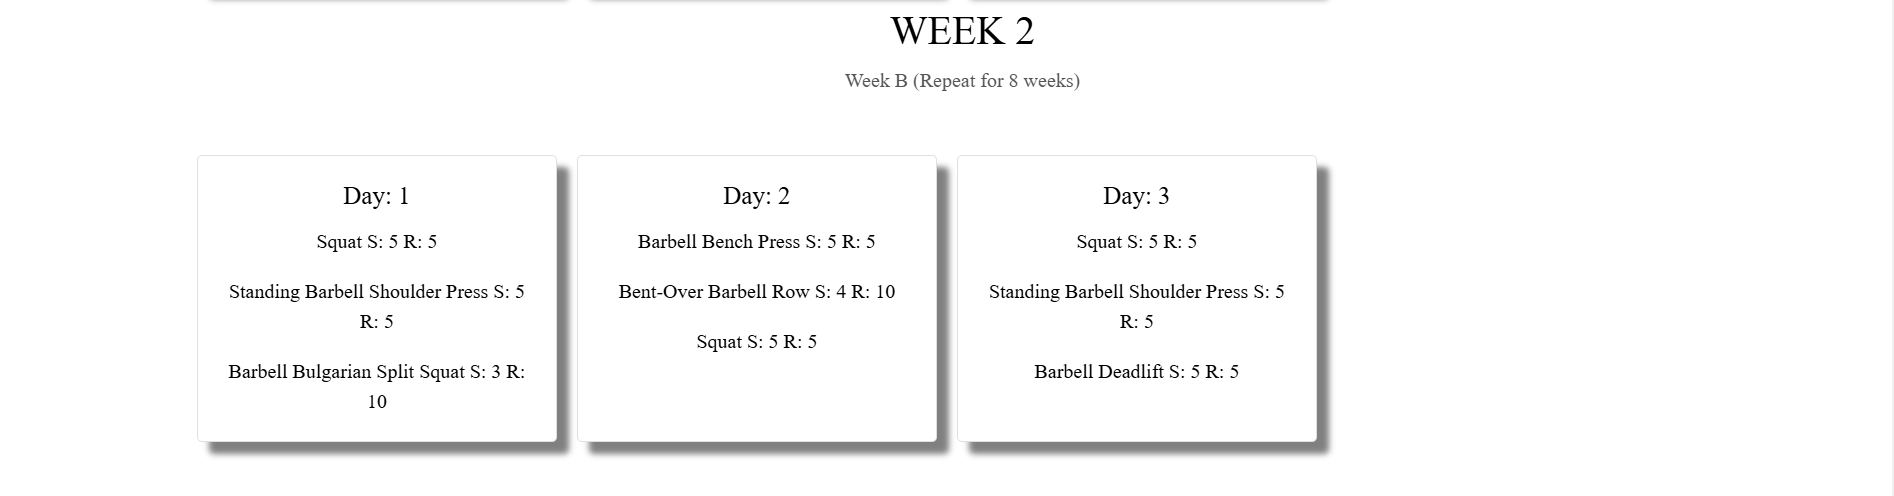 WEEK 2
Week B (Repeat for 8 weeks)
Day: 1
Squat S: 5 R: 5
Standing Barbell Shoulder Press S: 5
R: 5
Barbell Bulgarian Split Squat S: 3 R:
10
Day: 2
Barbell Bench Press S: 5 R: 5
Bent-Over Barbell Row S: 4 R: 10
Squat S: 5 R: 5
Day: 3
Squat S: 5 R: 5
Standing Barbell Shoulder Press S: 5
R: 5
Barbell Deadlift S: 5 R: 5